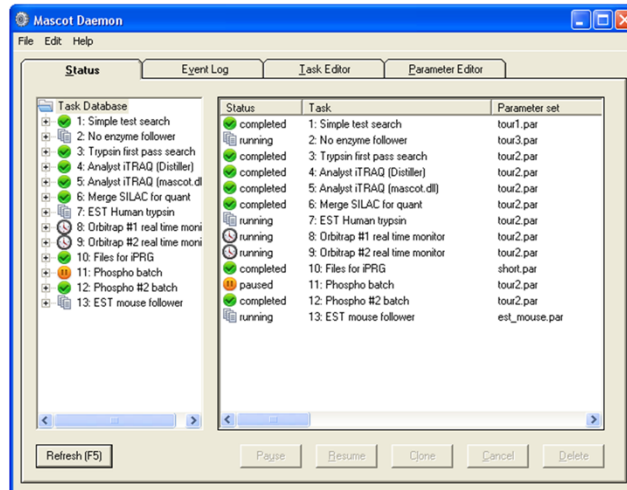 Mascot Daemon
File Edit Help
Status Event Log Task Editor Parameter Editor
Task Database
1: Simple test search
2: No enzyme follower
3: Trypsin first pass search
4: Analyst iTRAQ (Distiller)
5: Analyst iTRAQ (mascot.dl
6: Merge SILAC for quant
7: EST Human trypsin
8: Orbitrap #1 real time moni
9: Orbitrap #2 real time moni
10: Files for iPRG
11: Phospho batch
12: Phospho #2 batch
13: EST mouse follower
Status Task Parameter set
completed 1: Simple test search tour1.par
running 2: No enzyme follower tour3.par
completed 3: Trypsin first pass search tour2.par
completed 4: Analyst iTRAQ (Distiller) tour2.par
completed 5: Analyst iTRAQ (mascot.dll) tour2.par
completed 6: Merge SILAC for quant tour2.par
running 7: EST Human trypsin tour2.par
running 8: Orbitrap #1 real time monitor tour2.par
running 9: Orbitrap #2 real time monitor tour2.par
completed 10: Files for iPRG short.par
paused 11: Phospho batch tour2.par
completed 12: Phospho #2 batch tour2.par
running 13: EST mouse follower est_mouse.par
Refresh (F5) Pause Resume Clone Cancel Delete